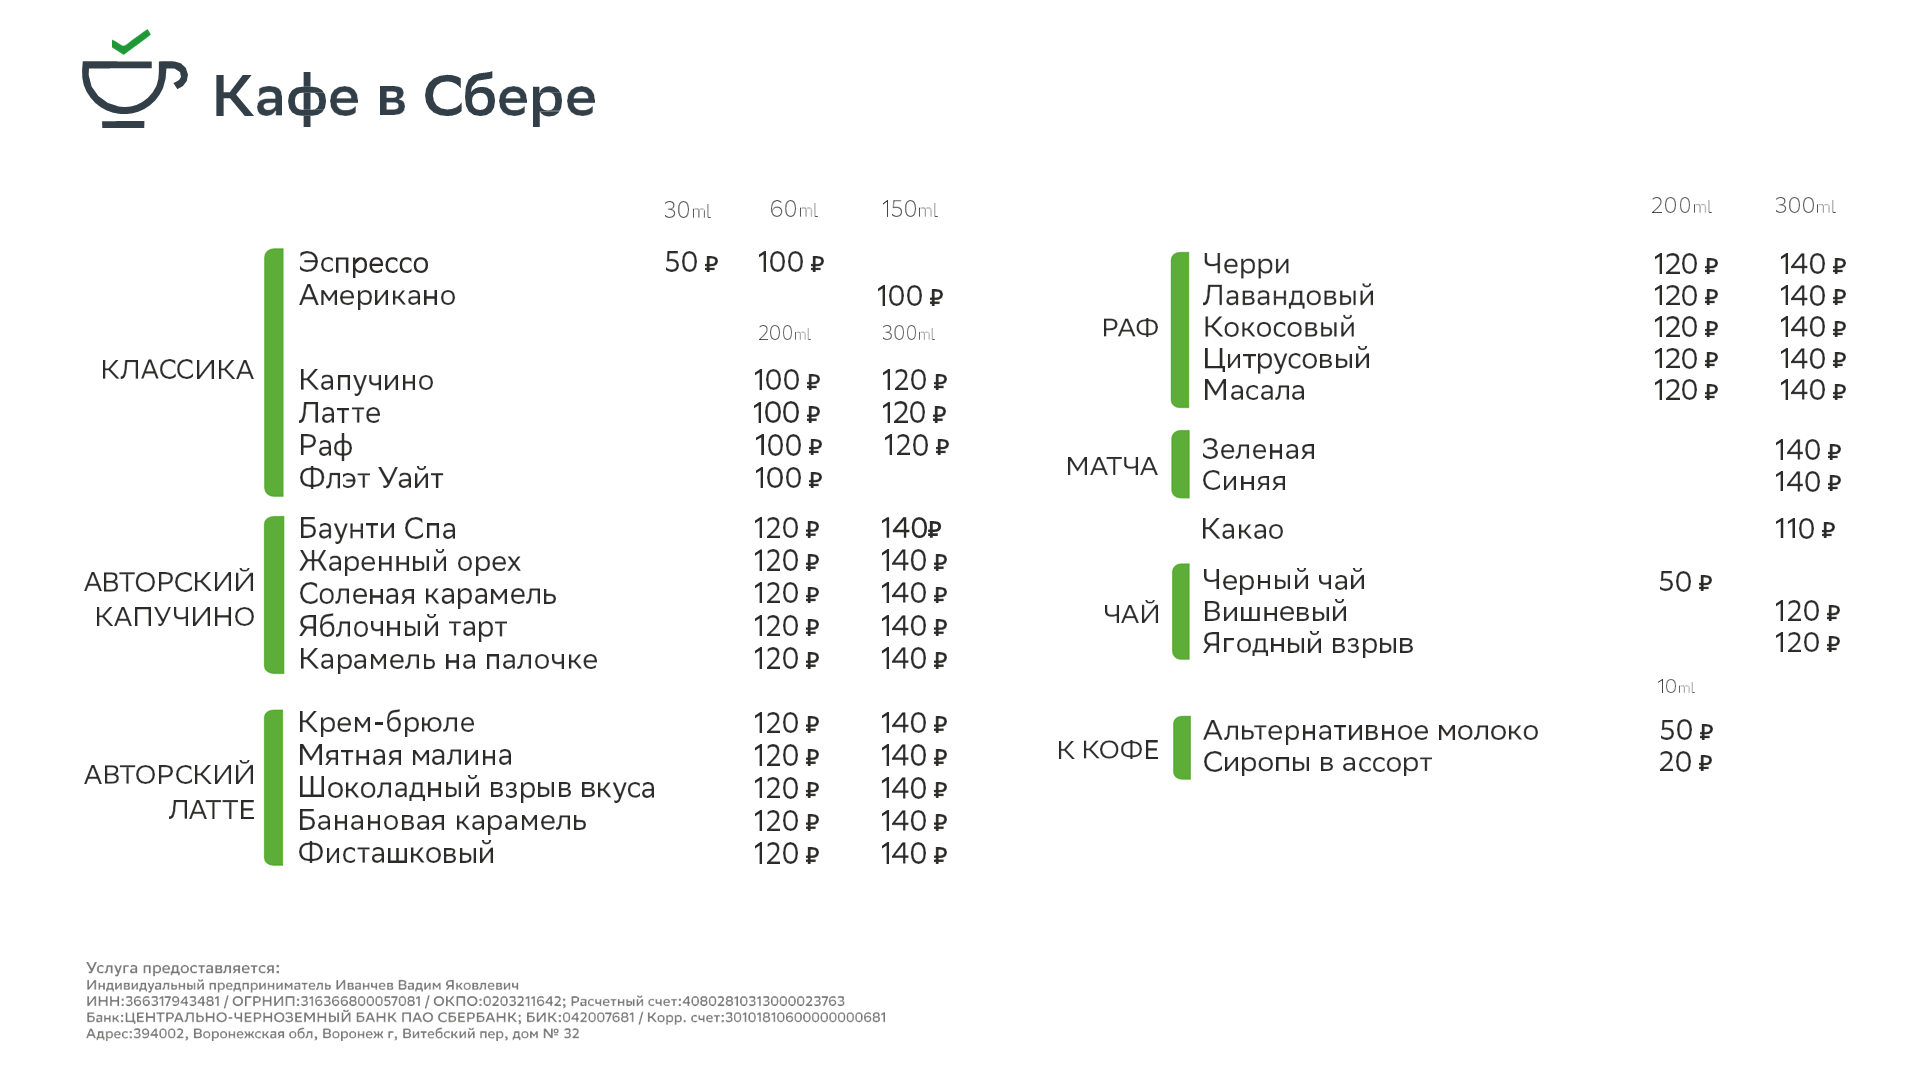 Кафе в Сбере
30ml 60ml 150ml
КЛАССИКА
Эспрессо 50 ₽ 100 ₽
Американо 100 ₽
200ml 300ml
Капучино 100 ₽ 120 ₽
Латте 100 ₽ 120 ₽
Раф 100 ₽ 120 ₽
Флэт Уайт 100 ₽
АВТОРСКИЙ
КАПУЧИНО
Баунти Спа 120 ₽ 140₽
Жаренный орех 120 ₽ 140 ₽
Соленая карамель 120 ₽ 140 ₽
Яблочный тарт 120 ₽ 140 ₽
Карамель на палочке 120 ₽ 140 ₽
АВТОРСКИЙ
ЛАТТЕ
Крем-брюле 120 ₽ 140 ₽
Мятная малина 120 ₽ 140 ₽
Шоколадный взрыв вкуса 120 ₽ 140 ₽
Банановая карамель 120 ₽ 140 ₽
Фисташковый 120 ₽ 140 ₽
200ml 300ml
РАФ
Черри 120 ₽ 140 ₽
Лавандовый 120 ₽ 140 ₽
Кокосовый 120 ₽ 140 ₽
Цитрусовый 120 ₽ 140 ₽
Масала 120 ₽ 140 ₽
МАТЧА
Зеленая 140 ₽
Синяя 140 ₽
Какао 110 ₽
ЧАЙ
Черный чай 50 ₽
Вишневый 120 ₽
Ягодный взрыв 120 ₽
10ml
К КОФЕ
Альтернативное молоко 50 ₽
Сиропы в ассорт 20 ₽
Услуга предоставляется:
Индивидуальный предприниматель Иванчев Вадим Яковлевич
ИНН:366317943481 / ОГРНИП:316366800057081 / ОКПО:0203211642; Расчетный счет:40802810313000023763
Банк:ЦЕНТРАЛЬНО-ЧЕРНОЗЕМНЫЙ БАНК ПАО СБЕРБАНК; БИК:042007681 / Корр. счет:30101810600000000681
Адрес:394002, Воронежская обл, Воронеж г, Витебский пер, дом № 32